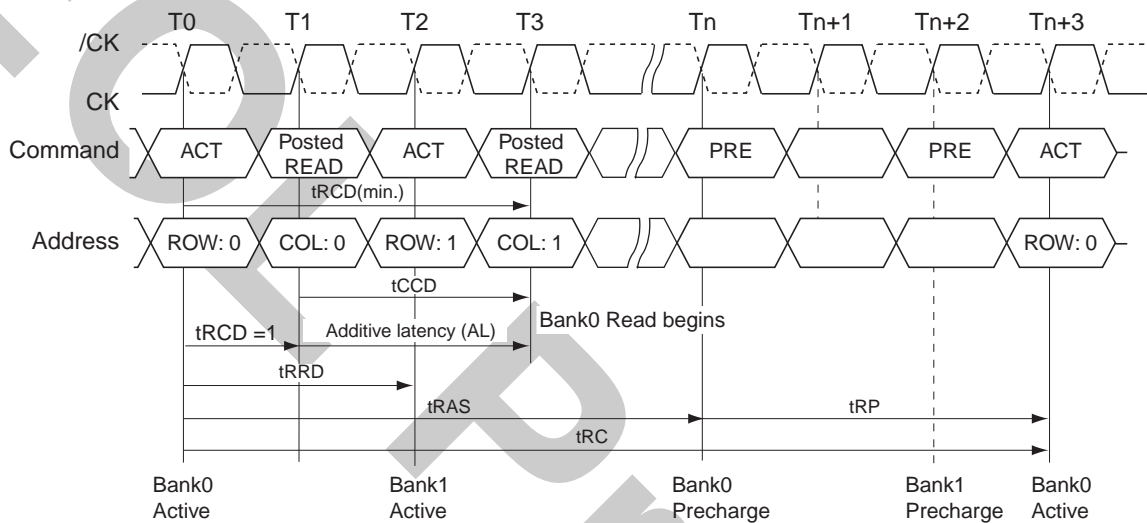 T0 T1 T2 T3 Tn Tn+1 Tn+2 Tn+3
/CK
CK
Command ACT Posted READ ACT Posted READ PRE PRE ACT
tRCD(min.)
Address ROW: 0 COL: 0 ROW: 1 COL: 1 ROW: 0
tCCD
Bank0 Read begins
tRCD =1 Additive latency (AL)
tRRD
tRAS tRP
tRC
Bank0 Active Bank1 Active Bank0 Precharge Bank1 Precharge Bank0 Active